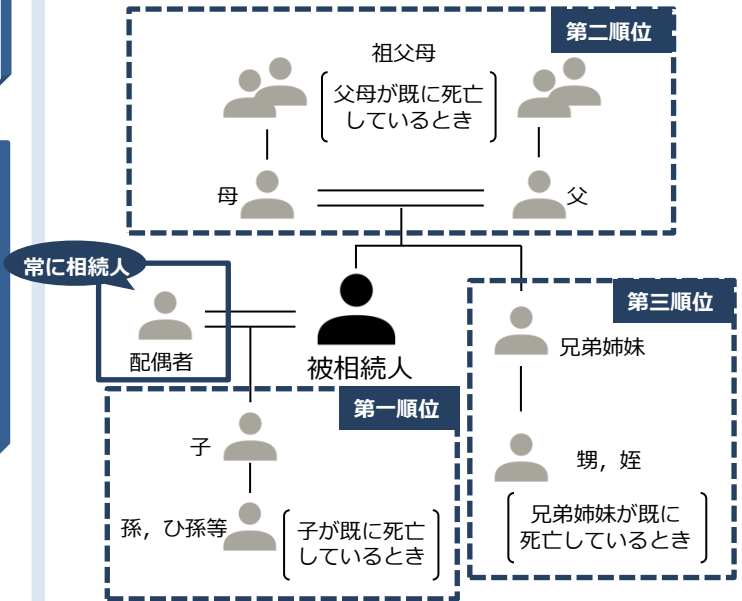 第二順位
祖父母
父母が既に死亡
しているとき
母
父
常に相続人
配偶者
被相続人
第三順位
兄弟姉妹
甥，姪
兄弟姉妹が既に
死亡しているとき
第一順位
子
孫，ひ孫等
子が既に死亡
しているとき